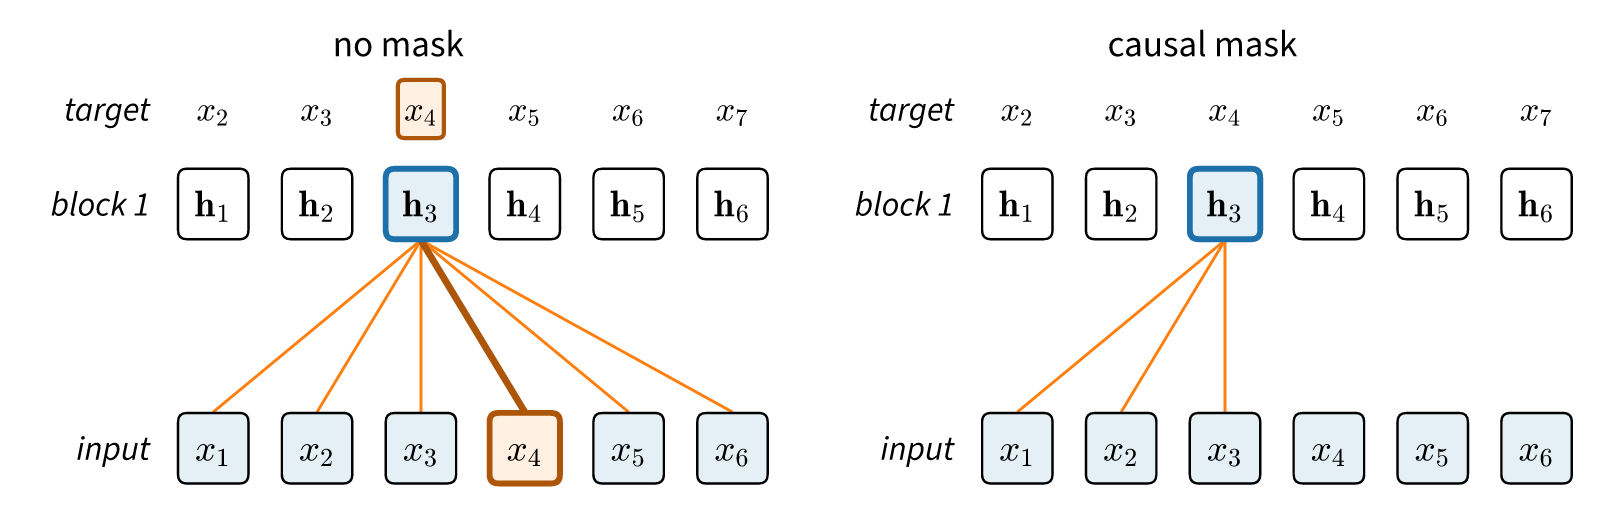 no mask
target x₂ x₃ x₄ x₅ x₆ x₇
block 1 h₁ h₂ h₃ h₄ h₅ h₆
input x₁ x₂ x₃ x₄ x₅ x₆
causal mask
target x₂ x₃ x₄ x₅ x₆ x₇
block 1 h₁ h₂ h₃ h₄ h₅ h₆
input x₁ x₂ x₃ x₄ x₅ x₆